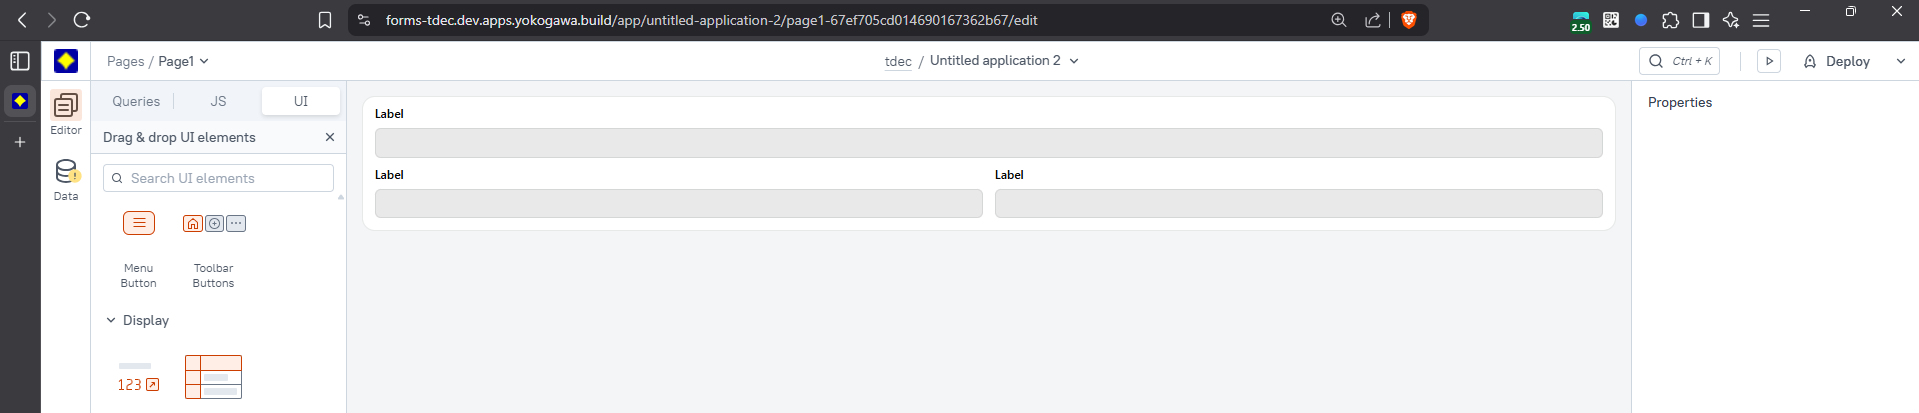 forms-tdec.dev.apps.yokogawa.build/app/untitled-application-2/page1-67ef705cd014690167362b67/edit
2.50
Pages / Page1
tdec / Untitled application 2
Ctrl + K
Deploy
Editor
Data
Queries
JS
UI
Drag & drop UI elements
Search UI elements
Menu
Button
Toolbar
Buttons
Display
123
Label
Label
Label
Properties